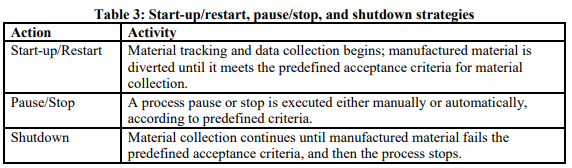 Table 3: Start-up/restart, pause/stop, and shutdown strategies
Action Activity
Start-up/Restart Material tracking and data collection begins; manufactured material is
diverted until it meets the predefined acceptance criteria for material
collection.
Pause/Stop A process pause or stop is executed either manually or automatically,
according to predefined criteria.
Shutdown Material collection continues until manufactured material fails the
predefined acceptance criteria, and then the process stops.